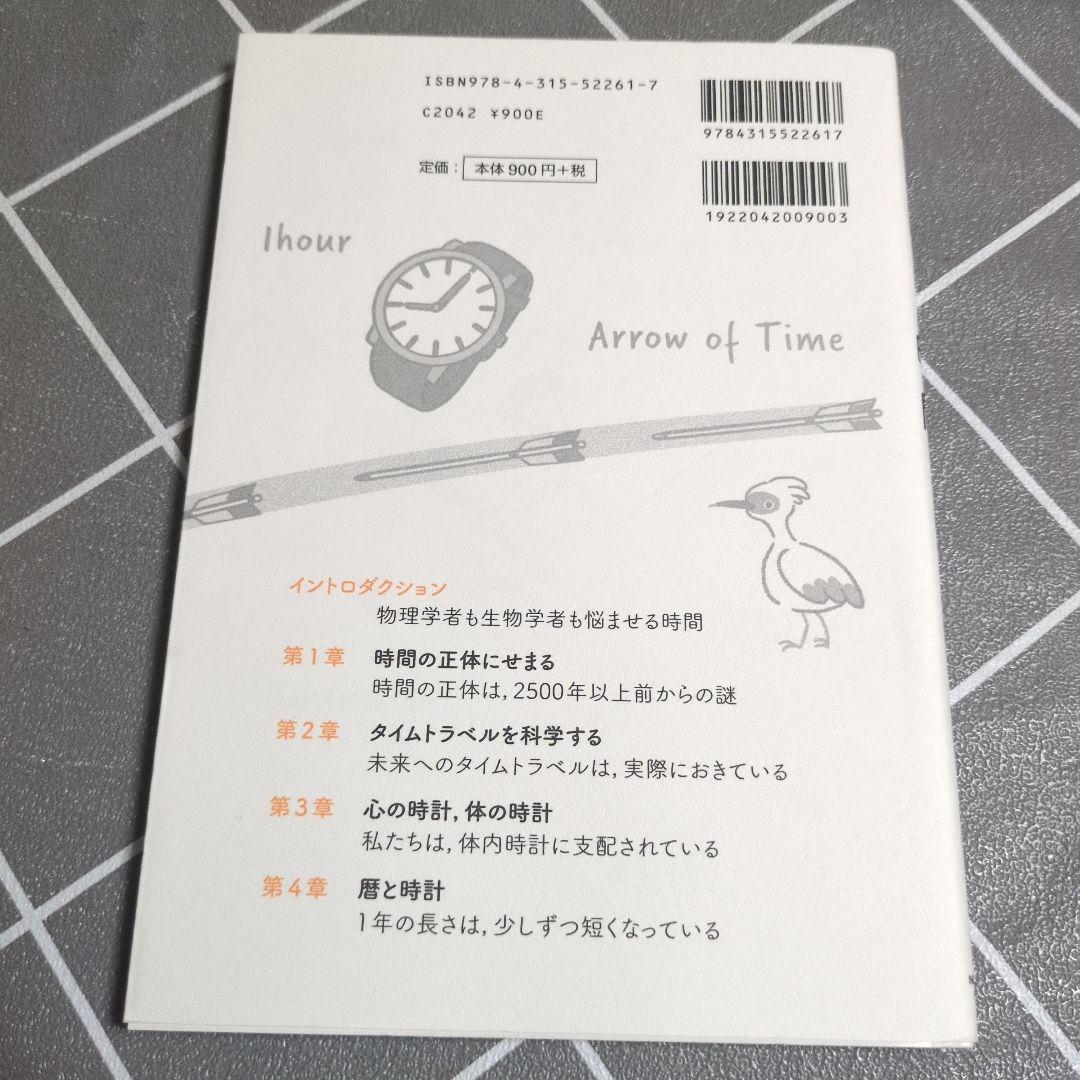 ISBN978-4-315-52261-7
C2042 ¥900E
9784315522617
定価：本体900円＋税
1922042009003
1hour
Arrow of Time
イントロダクション
物理学者も生物学者も悩ませる時間
第1章 時間の正体にせまる
時間の正体は，2500年以上前からの謎
第2章 タイムトラベルを科学する
未来へのタイムトラベルは，実際におきている
第3章 心の時計，体の時計
私たちは，体内時計に支配されている
第4章 暦と時計
1年の長さは，少しずつ短くなっている